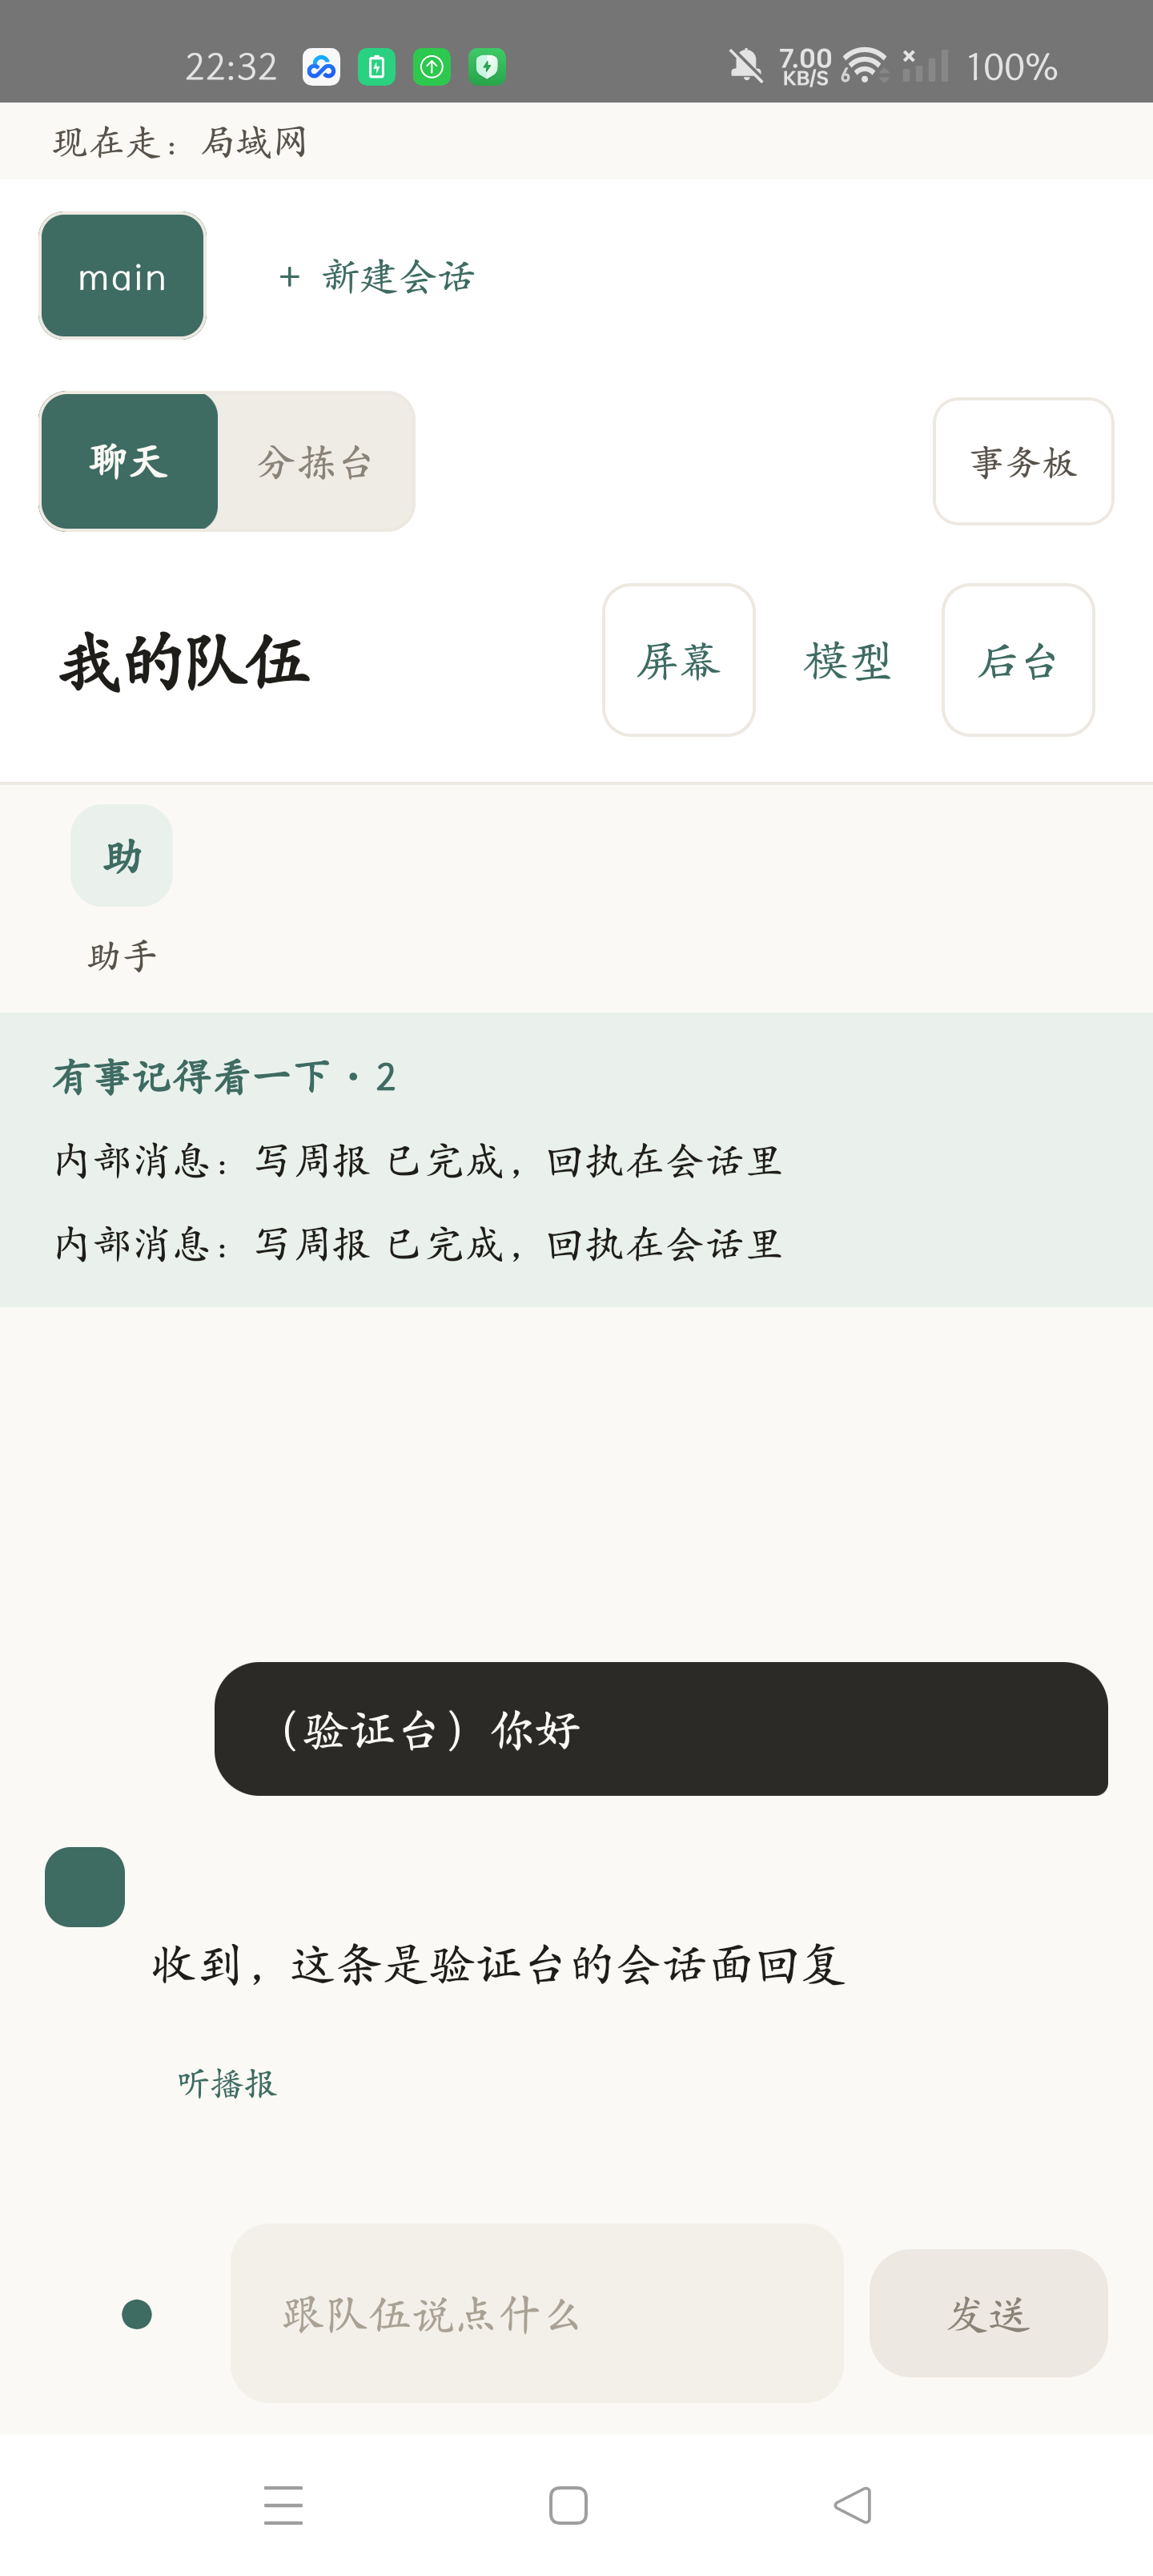 22:32 7.00 KB/S 6 100%
现在走：局域网
main + 新建会话
聊天 分拣台 事务板
我的队伍 屏幕 模型 后台
助
助手
有事记得看一下 · 2
内部消息：写周报 已完成，回执在会话里
内部消息：写周报 已完成，回执在会话里
（验证台）你好
收到，这条是验证台的会话面回复
听播报
跟队伍说点什么 发送